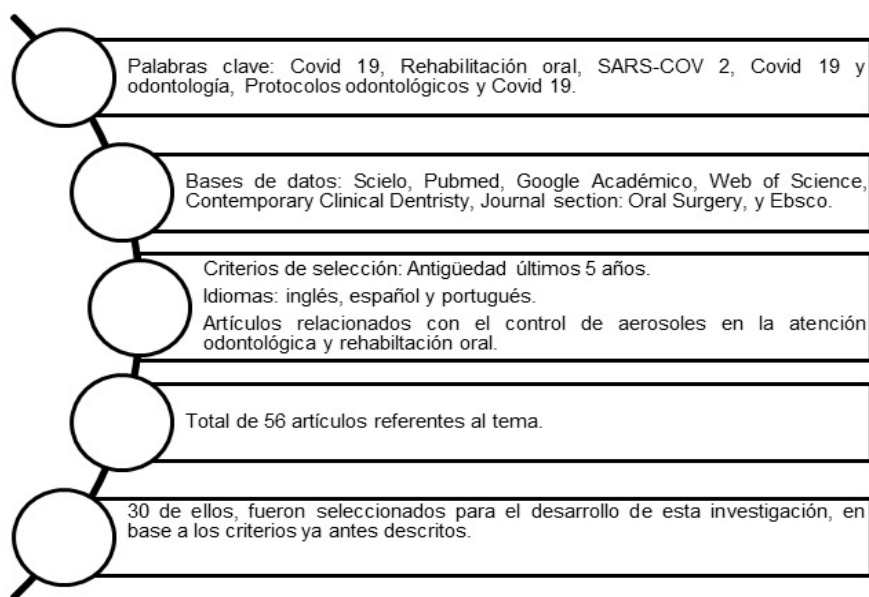 Palabras clave: Covid 19, Rehabilitación oral, SARS-COV 2, Covid 19 y
odontología, Protocolos odontológicos y Covid 19.
Bases de datos: Scielo, Pubmed, Google Académico, Web of Science,
Contemporary Clinical Dentristy, Journal section: Oral Surgery, y Ebsco.
Criterios de selección: Antigüedad últimos 5 años.
Idiomas: inglés, español y portugués.
Artículos relacionados con el control de aerosoles en la atención
odontológica y rehabiltación oral.
Total de 56 artículos referentes al tema.
30 de ellos, fueron seleccionados para el desarrollo de esta investigación, en
base a los criterios ya antes descritos.